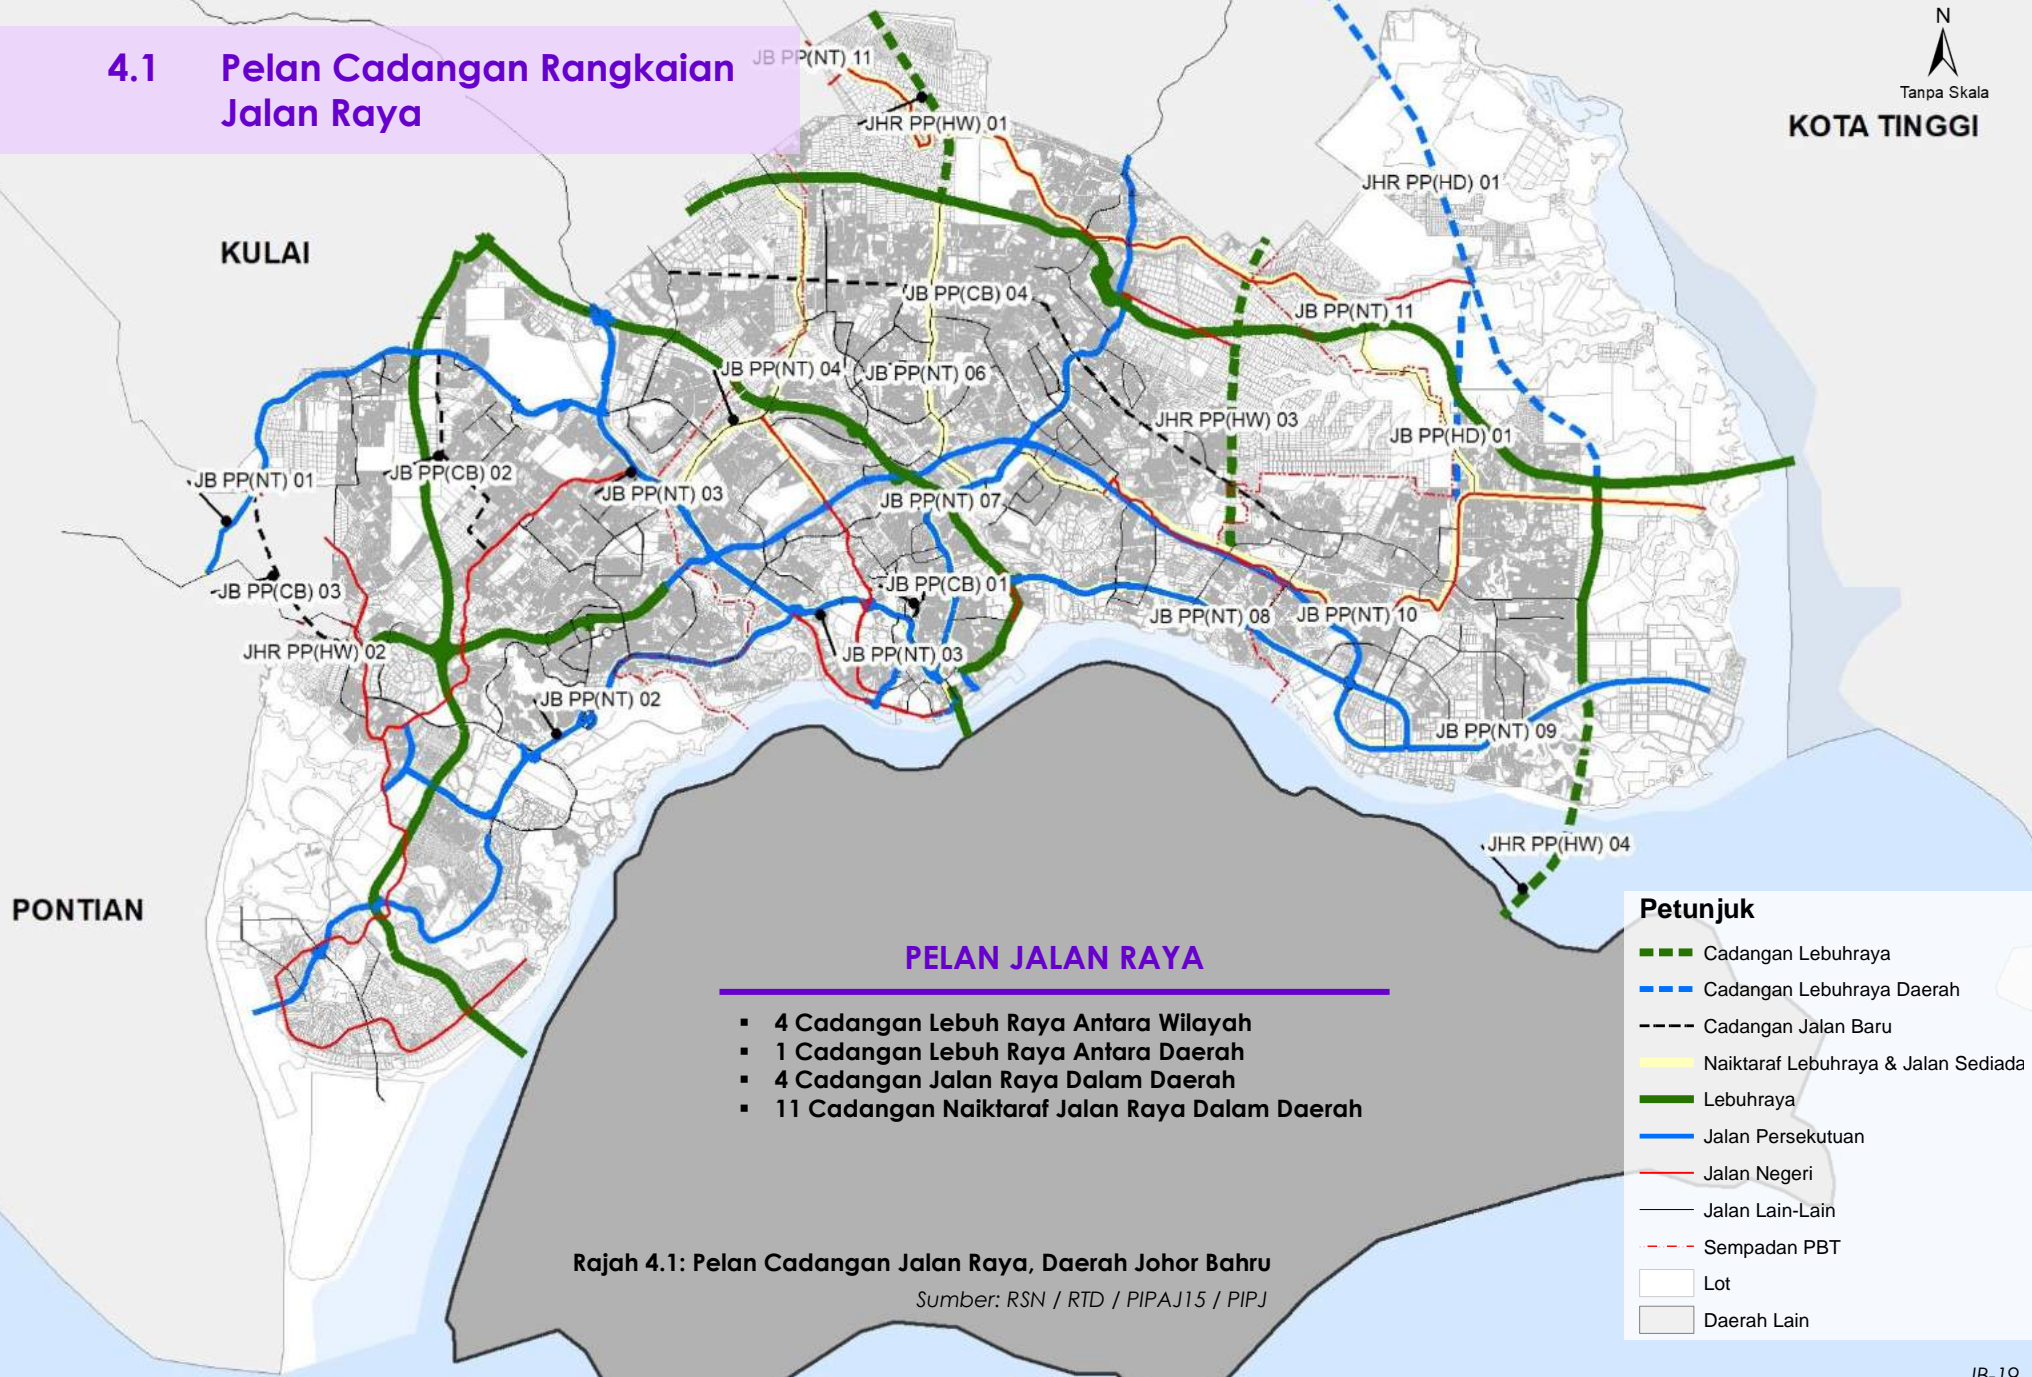 4.1 Pelan Cadangan Rangkaian
Jalan Raya
N
Tanpa Skala
KOTA TINGGI
KULAI
PONTIAN
JB PP(NT) 11
JHR PP(HW) 01
JHR PP(HD) 01
JB PP(CB) 04
JB PP(NT) 11
JB PP(NT) 04
JB PP(NT) 06
JHR PP(HW) 03
JB PP(HD) 01
JB PP(NT) 01
JB PP(CB) 02
JB PP(NT) 03
JB PP(NT) 07
JB PP(CB) 03
JB PP(CB) 01
JB PP(NT) 08
JB PP(NT) 10
JHR PP(HW) 02
JB PP(NT) 03
JB PP(NT) 02
JB PP(NT) 09
JHR PP(HW) 04
PELAN JALAN RAYA
▪ 4 Cadangan Lebuh Raya Antara Wilayah
▪ 1 Cadangan Lebuh Raya Antara Daerah
▪ 4 Cadangan Jalan Raya Dalam Daerah
▪ 11 Cadangan Naiktaraf Jalan Raya Dalam Daerah
Rajah 4.1: Pelan Cadangan Jalan Raya, Daerah Johor Bahru
Sumber: RSN / RTD / PIPAJ15 / PIPJ
Petunjuk
Cadangan Lebuhraya
Cadangan Lebuhraya Daerah
Cadangan Jalan Baru
Naiktaraf Lebuhraya & Jalan Sediada
Lebuhraya
Jalan Persekutuan
Jalan Negeri
Jalan Lain-Lain
Sempadan PBT
Lot
Daerah Lain
JB-19